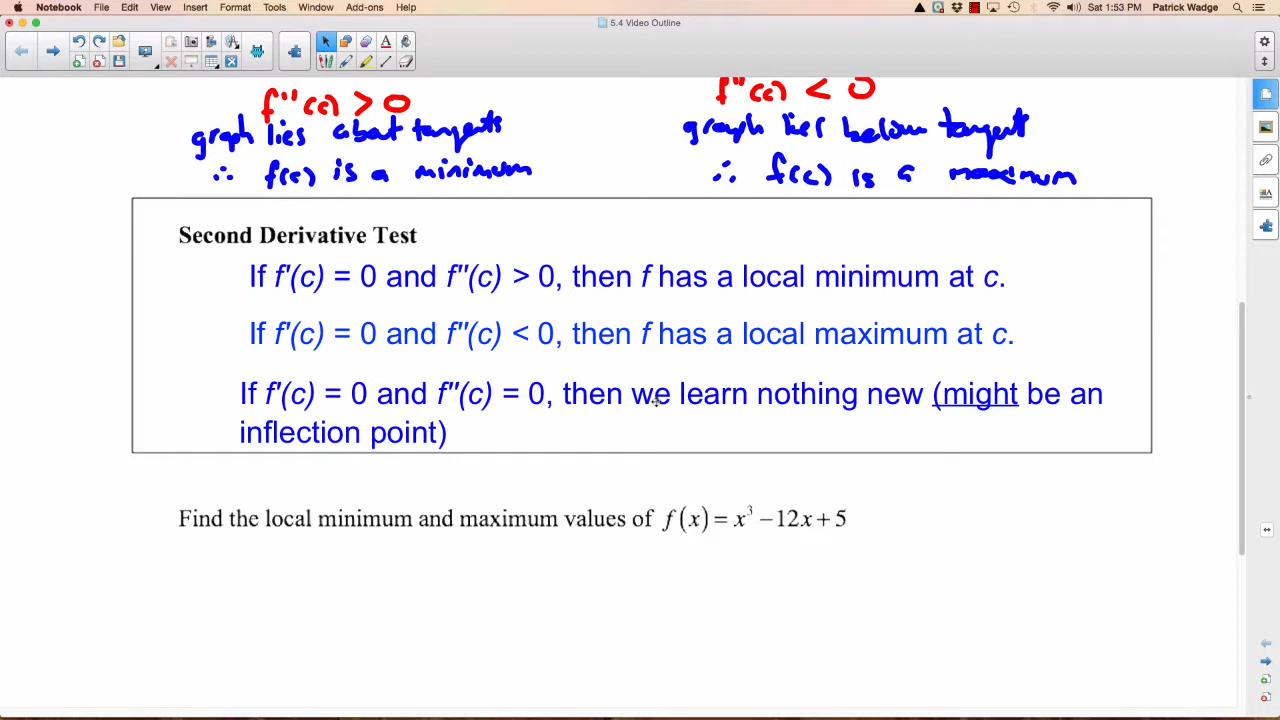 Notebook File Edit View Insert Format Tools Window Add-ons Help Sat 1:53 PM Patrick Wadge
5.4 Video Outline
f''(c) > 0
f''(c) < 0
graph lies about tangents
graph lies below tangent
∴ f(c) is a minimum
∴ f(c) is a maximum
Second Derivative Test
If f'(c) = 0 and f''(c) > 0, then f has a local minimum at c.
If f'(c) = 0 and f''(c) < 0, then f has a local maximum at c.
If f'(c) = 0 and f''(c) = 0, then we learn nothing new (might be an
inflection point)
Find the local minimum and maximum values of f(x) = x³ − 12x + 5